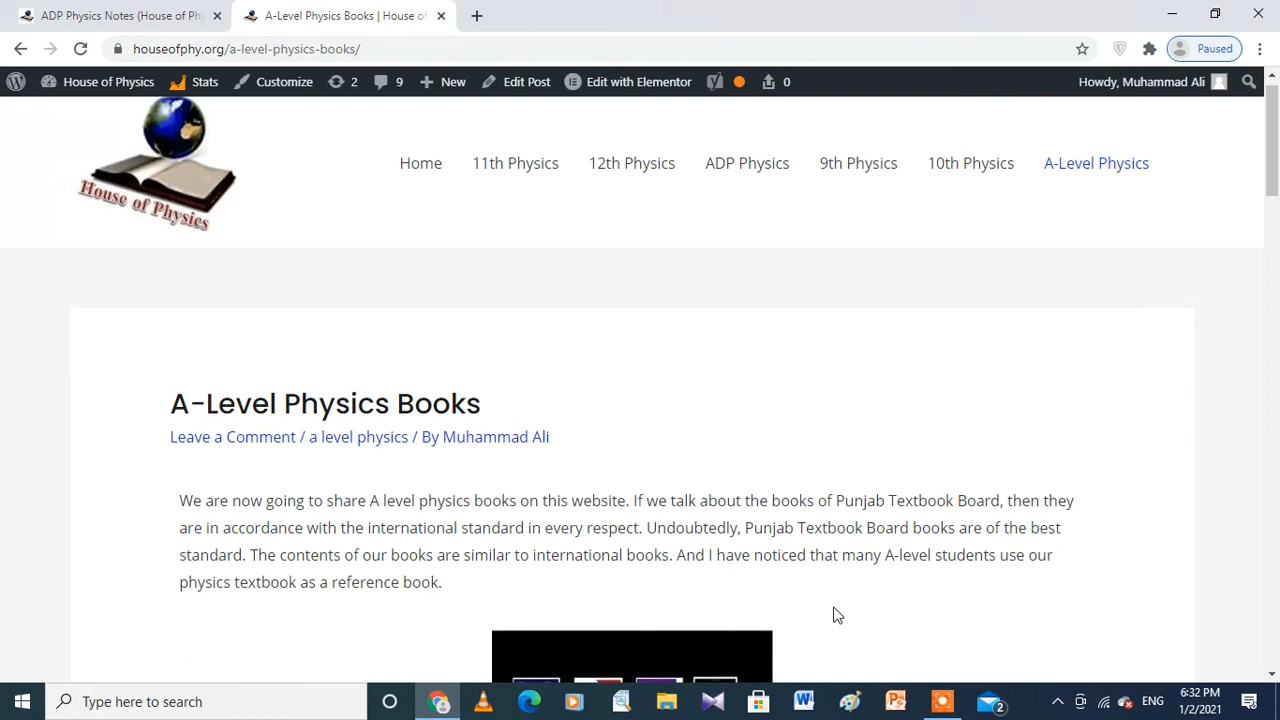 ADP Physics Notes (House of Ph
A-Level Physics Books | House of
houseofphy.org/a-level-physics-books/
Paused
House of Physics
Stats
Customize
2
9
New
Edit Post
Edit with Elementor
0
Howdy, Muhammad Ali
House of Physics
Home
11th Physics
12th Physics
ADP Physics
9th Physics
10th Physics
A-Level Physics
A-Level Physics Books
Leave a Comment / a level physics / By Muhammad Ali
We are now going to share A level physics books on this website. If we talk about the books of Punjab Textbook Board, then they
are in accordance with the international standard in every respect. Undoubtedly, Punjab Textbook Board books are of the best
standard. The contents of our books are similar to international books. And I have noticed that many A-level students use our
physics textbook as a reference book.
Type here to search
2
ENG
6:32 PM
1/2/2021